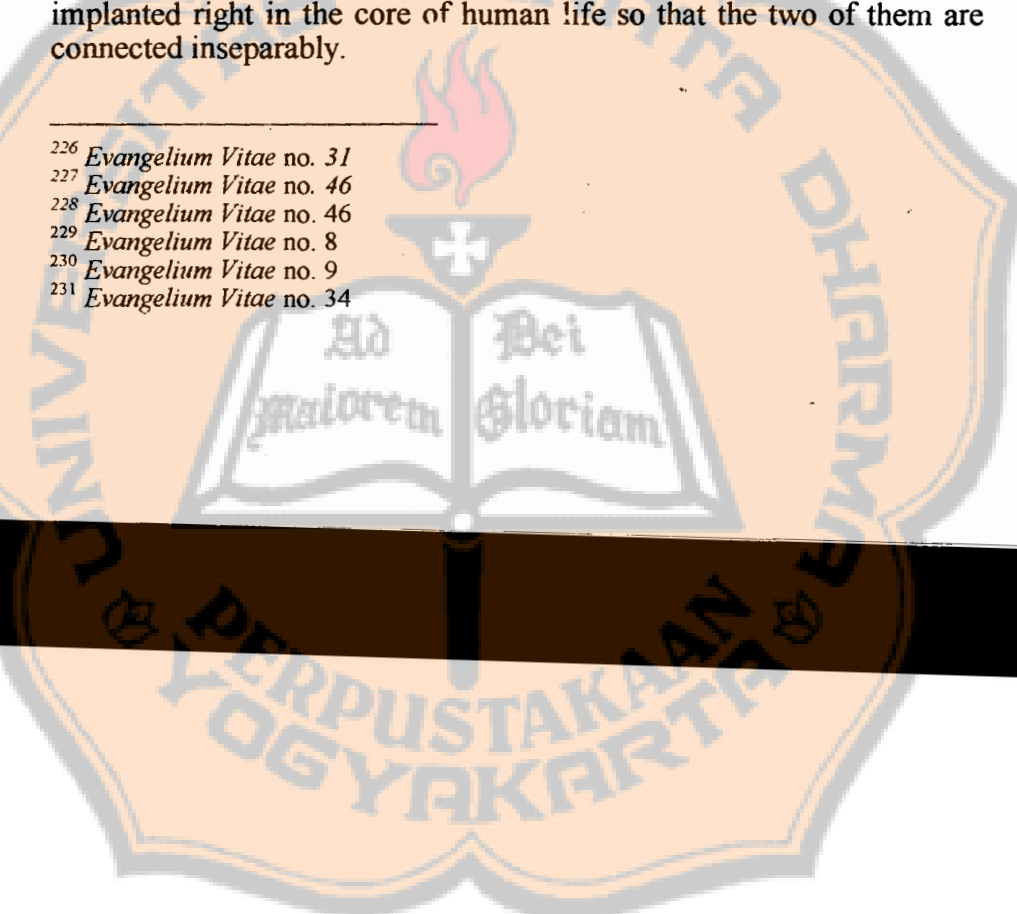 implanted right in the core of human life so that the two of them are
connected inseparably.
226 Evangelium Vitae no. 31
227 Evangelium Vitae no. 46
228 Evangelium Vitae no. 46
229 Evangelium Vitae no. 8
230 Evangelium Vitae no. 9
231 Evangelium Vitae no. 34
Ad Dei
maiorem Gloriam
DHARMA
PERPUSTAKAAN
YOGYAKARTA